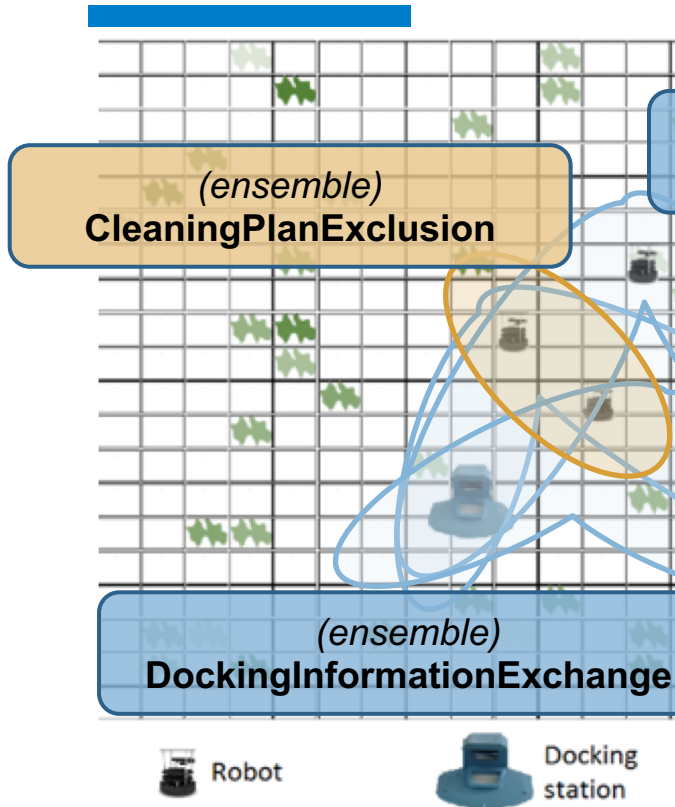 (ensemble)
CleaningPlanExclusion
(ensemble)
DockingInformationExchange
Robot
Docking
station